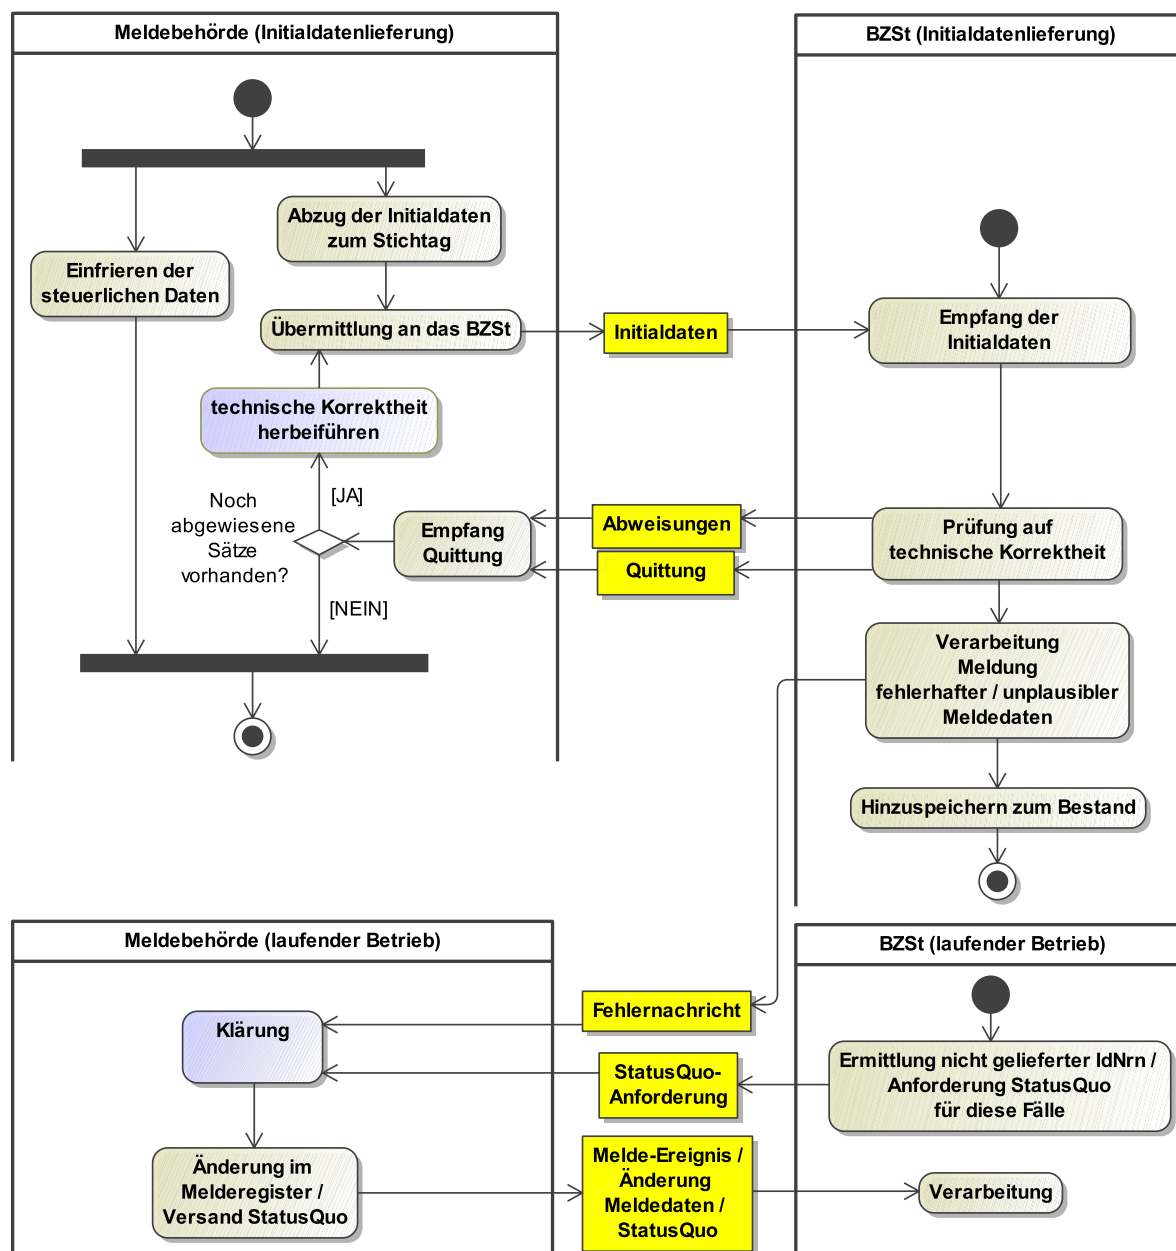 Meldebehörde (Initialdatenlieferung)
BZSt (Initialdatenlieferung)
Abzug der Initialdaten
zum Stichtag
Einfrieren der
steuerlichen Daten
Übermittlung an das BZSt
Initialdaten
Empfang der
Initialdaten
technische Korrektheit
herbeiführen
[JA]
Noch
abgewiesene
Sätze
vorhanden?
[NEIN]
Empfang
Quittung
Abweisungen
Quittung
Prüfung auf
technische Korrektheit
Verarbeitung
Meldung
fehlerhafter / unplausibler
Meldedaten
Hinzuspeichern zum Bestand
Meldebehörde (laufender Betrieb)
BZSt (laufender Betrieb)
Fehlernachricht
Klärung
StatusQuo-
Anforderung
Ermittlung nicht gelieferter IdNrn /
Anforderung StatusQuo
für diese Fälle
Änderung im
Melderegister /
Versand StatusQuo
Melde-Ereignis /
Änderung
Meldedaten /
StatusQuo
Verarbeitung